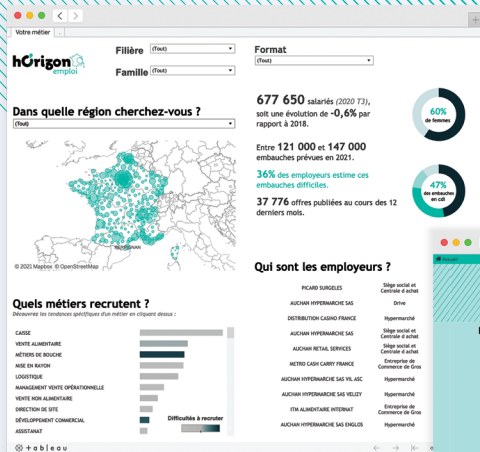 Votre métier
hOrizon
emploi
Filière
(Tout)
Famille
(Tout)
Format
(Tout)
Dans quelle région cherchez-vous ?
(Tout)
PERPIGNAN
© 2021 Mapbox © OpenStreetMap
677 650 salariés (2020 T3),
soit une évolution de -0,6% par
rapport à 2018.
Entre 121 000 et 147 000
embauches prévues en 2021.
36% des employeurs estime ces
embauches difficiles.
37 776 offres publiées au cours des 12
derniers mois.
60%
de femmes
47%
des embauches
en cdi
Accueil
Quels métiers recrutent ?
Découvrez les tendances spécifiques d'un métier en cliquant dessus :
CAISSE
VENTE ALIMENTAIRE
MÉTIERS DE BOUCHE
MISE EN RAYON
LOGISTIQUE
MANAGEMENT VENTE OPÉRATIONNELLE
VENTE NON ALIMENTAIRE
DIRECTION DE SITE
DÉVELOPPEMENT COMMERCIAL
ASSISTANAT
Difficultés à recruter
Qui sont les employeurs ?
PICARD SURGELES
Siège social et
Centrale d achat
AUCHAN HYPERMARCHE SAS
Drive
DISTRIBUTION CASINO FRANCE
Hypermarché
AUCHAN HYPERMARCHE SAS
Siège social et
Centrale d achat
AUCHAN RETAIL SERVICES
Siège social et
Centrale d achat
METRO CASH CARRY FRANCE
Entreprise de
Commerce de Gros
AUCHAN HYPERMARCHE SAS VIL ASC
Hypermarché
AUCHAN HYPERMARCHE SAS VELIZY
Hypermarché
ITM ALIMENTAIRE INTERNAT
Entreprise de
Commerce de Gros
AUCHAN HYPERMARCHE SAS ENGLOS
Hypermarché
+ableau